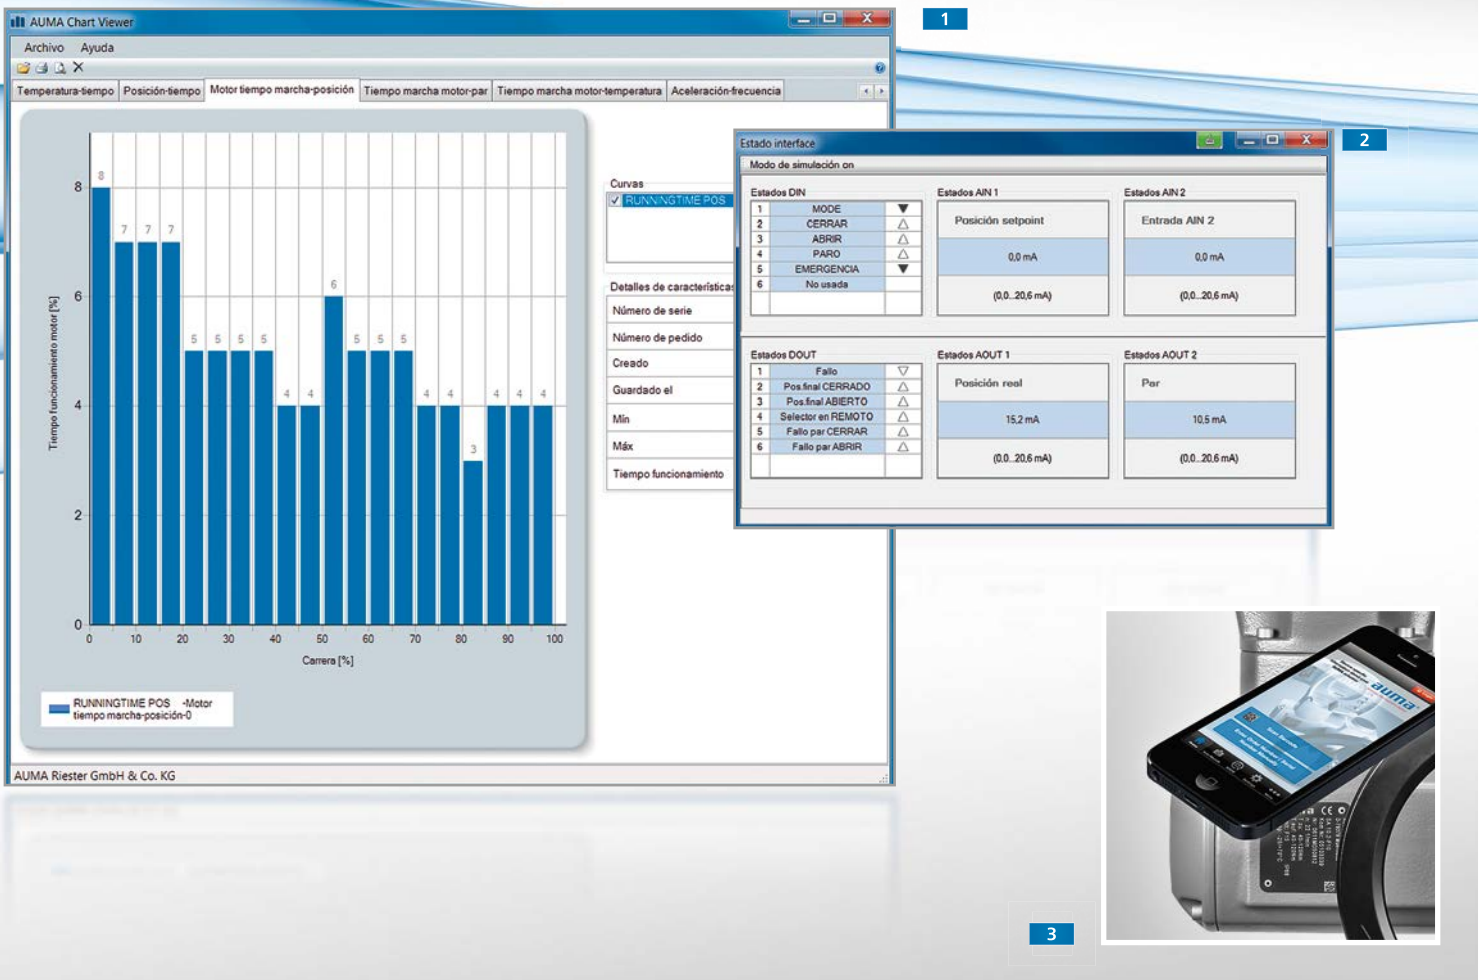 AUMA Chart Viewer
1
Archivo Ayuda
Temperatura-tiempo Posición-tiempo Motor tiempo marcha-posición Tiempo marcha motor-par Tiempo marcha motor-temperatura Aceleración-frecuencia
8
6
4
2
0
Tiempo funcionamiento motor [%]
8 7 7 7 5 5 5 5 4 4 6 5 5 5 4 4 3 4 4 4
0 10 20 30 40 50 60 70 80 90 100
Carrera [%]
RUNNINGTIME POS -Motor
tiempo marcha-posición-0
Curvas
RUNNINGTIME POS
Detalles de características
Número de serie
Número de pedido
Creado
Guardado el
Mín
Máx
Tiempo funcionamiento
AUMA Riester GmbH & Co. KG
Estado interface
2
Modo de simulación on
Estados DIN
1 MODE
2 CERRAR
3 ABRIR
4 PARO
5 EMERGENCIA
6 No usada
Estados AIN 1
Posición setpoint
0,0 mA
(0,0...20,6 mA)
Estados AIN 2
Entrada AIN 2
0,0 mA
(0,0...20,6 mA)
Estados DOUT
1 Fallo
2 Pos.final CERRADO
3 Pos.final ABIERTO
4 Selector en REMOTO
5 Fallo par CERRAR
6 Fallo par ABRIR
Estados AOUT 1
Posición real
15,2 mA
(0,0...20,6 mA)
Estados AOUT 2
Par
10,5 mA
(0,0...20,6 mA)
auma
Scan Barcode
Enter Order Number / Serial
Number Manually
3